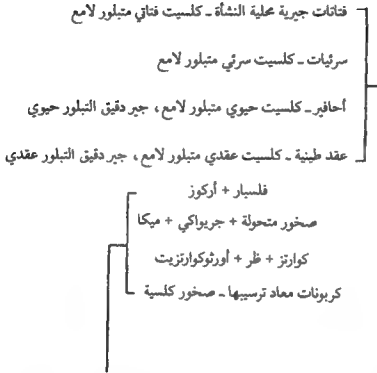 فتاتات جيرية محلية النشأة ـ كلسيت فتاتي متبلور لامع
سرئيات ـ كلسيت سرئي متبلور لامع
أحافير ـ كلسيت حيوي متبلور لامع، جير دقيق التبلور حيوي
عقد طينية ـ كلسيت عقدي متبلور لامع، جير دقيق التبلور عقدي
فلسبار + أركوز
صخور متحولة + جريواكي + ميكا
كوارتز + ظر + أورثوكوارتزيت
كربونات معاد ترسيبها ـ صخور كلسية